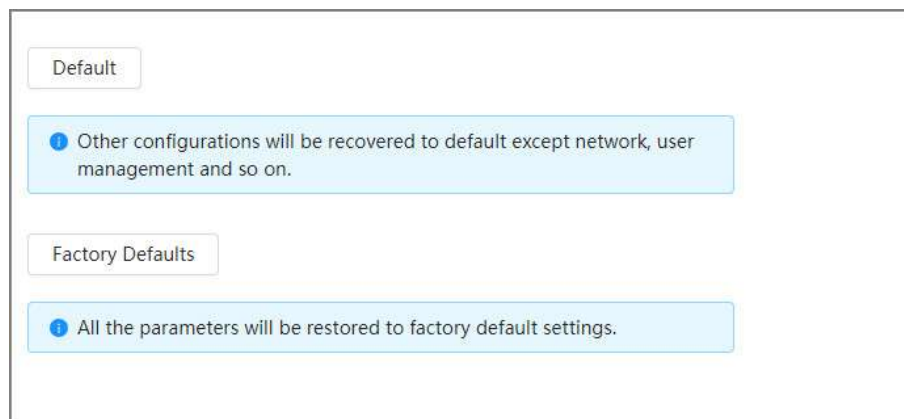 Default
Other configurations will be recovered to default except network, user
management and so on.
Factory Defaults
All the parameters will be restored to factory default settings.